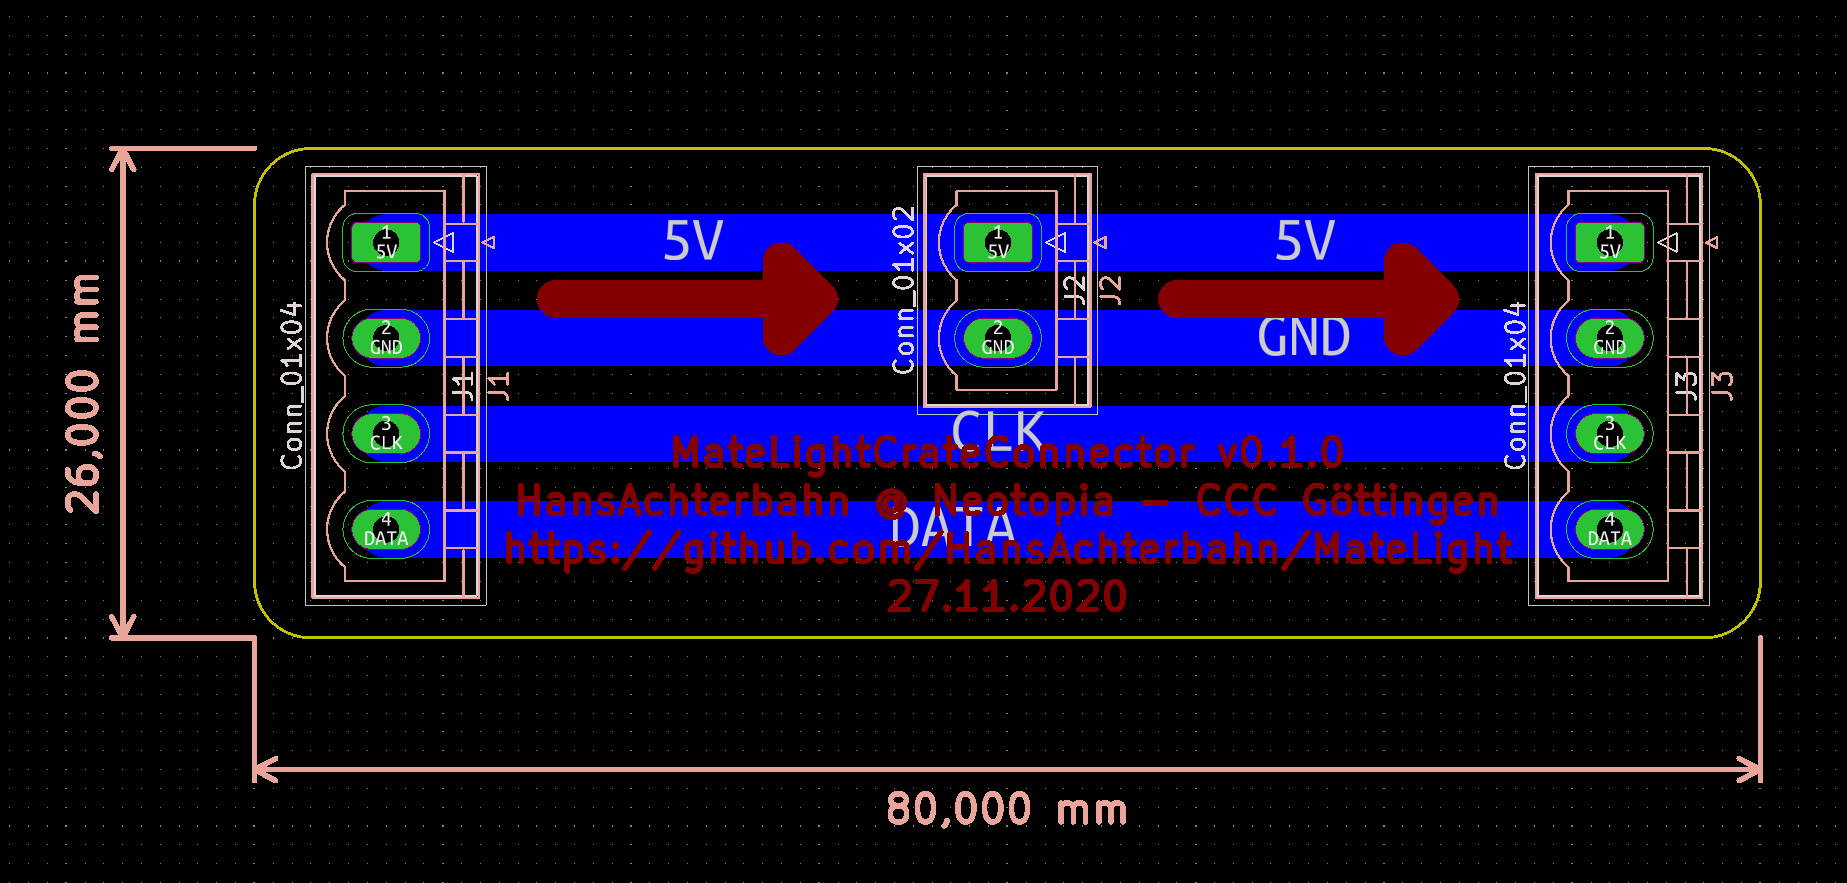 5V
5V
GND
CLK
DATA
1
5V
2
GND
3
CLK
4
DATA
Conn_01x04
J1
J1
1
5V
2
GND
Conn_01x02
J2
J2
1
5V
2
GND
3
CLK
4
DATA
Conn_01x04
J3
J3
MateLightCrateConnector v0.1.0
HansAchterbahn @ Neotopia – CCC Göttingen
https://github.com/HansAchterbahn/MateLight
27.11.2020
26,000 mm
80,000 mm